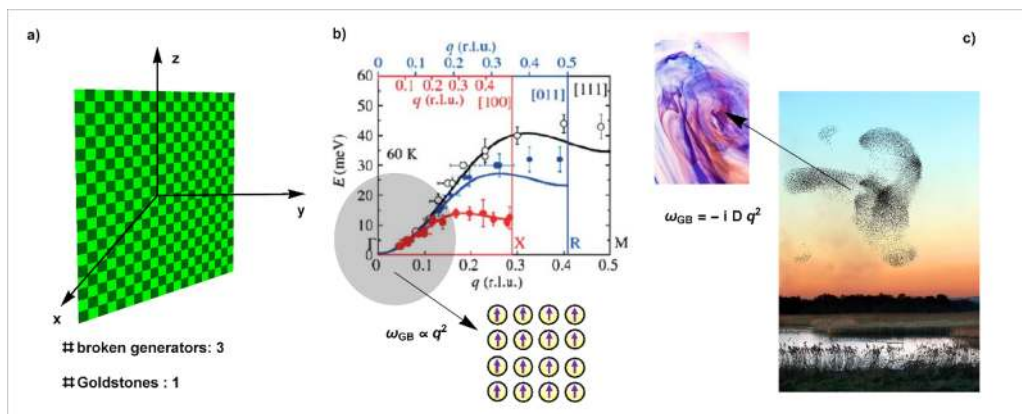 a)
z
y
x
# broken generators: 3
# Goldstones : 1
b)
q (r.l.u.)
0 0.1 0.2 0.3 0.4 0.5
0.1 0.2 0.3 0.4
q (r.l.u.)
[100]
[011]
[111]
E (meV)
60
50
40
30
20
10
0
60 K
Γ
X
R
M
0 0.1 0.2 0.3 0.4 0.5
q (r.l.u.)
ω_GB ∝ q²
c)
ω_GB = − i D q²